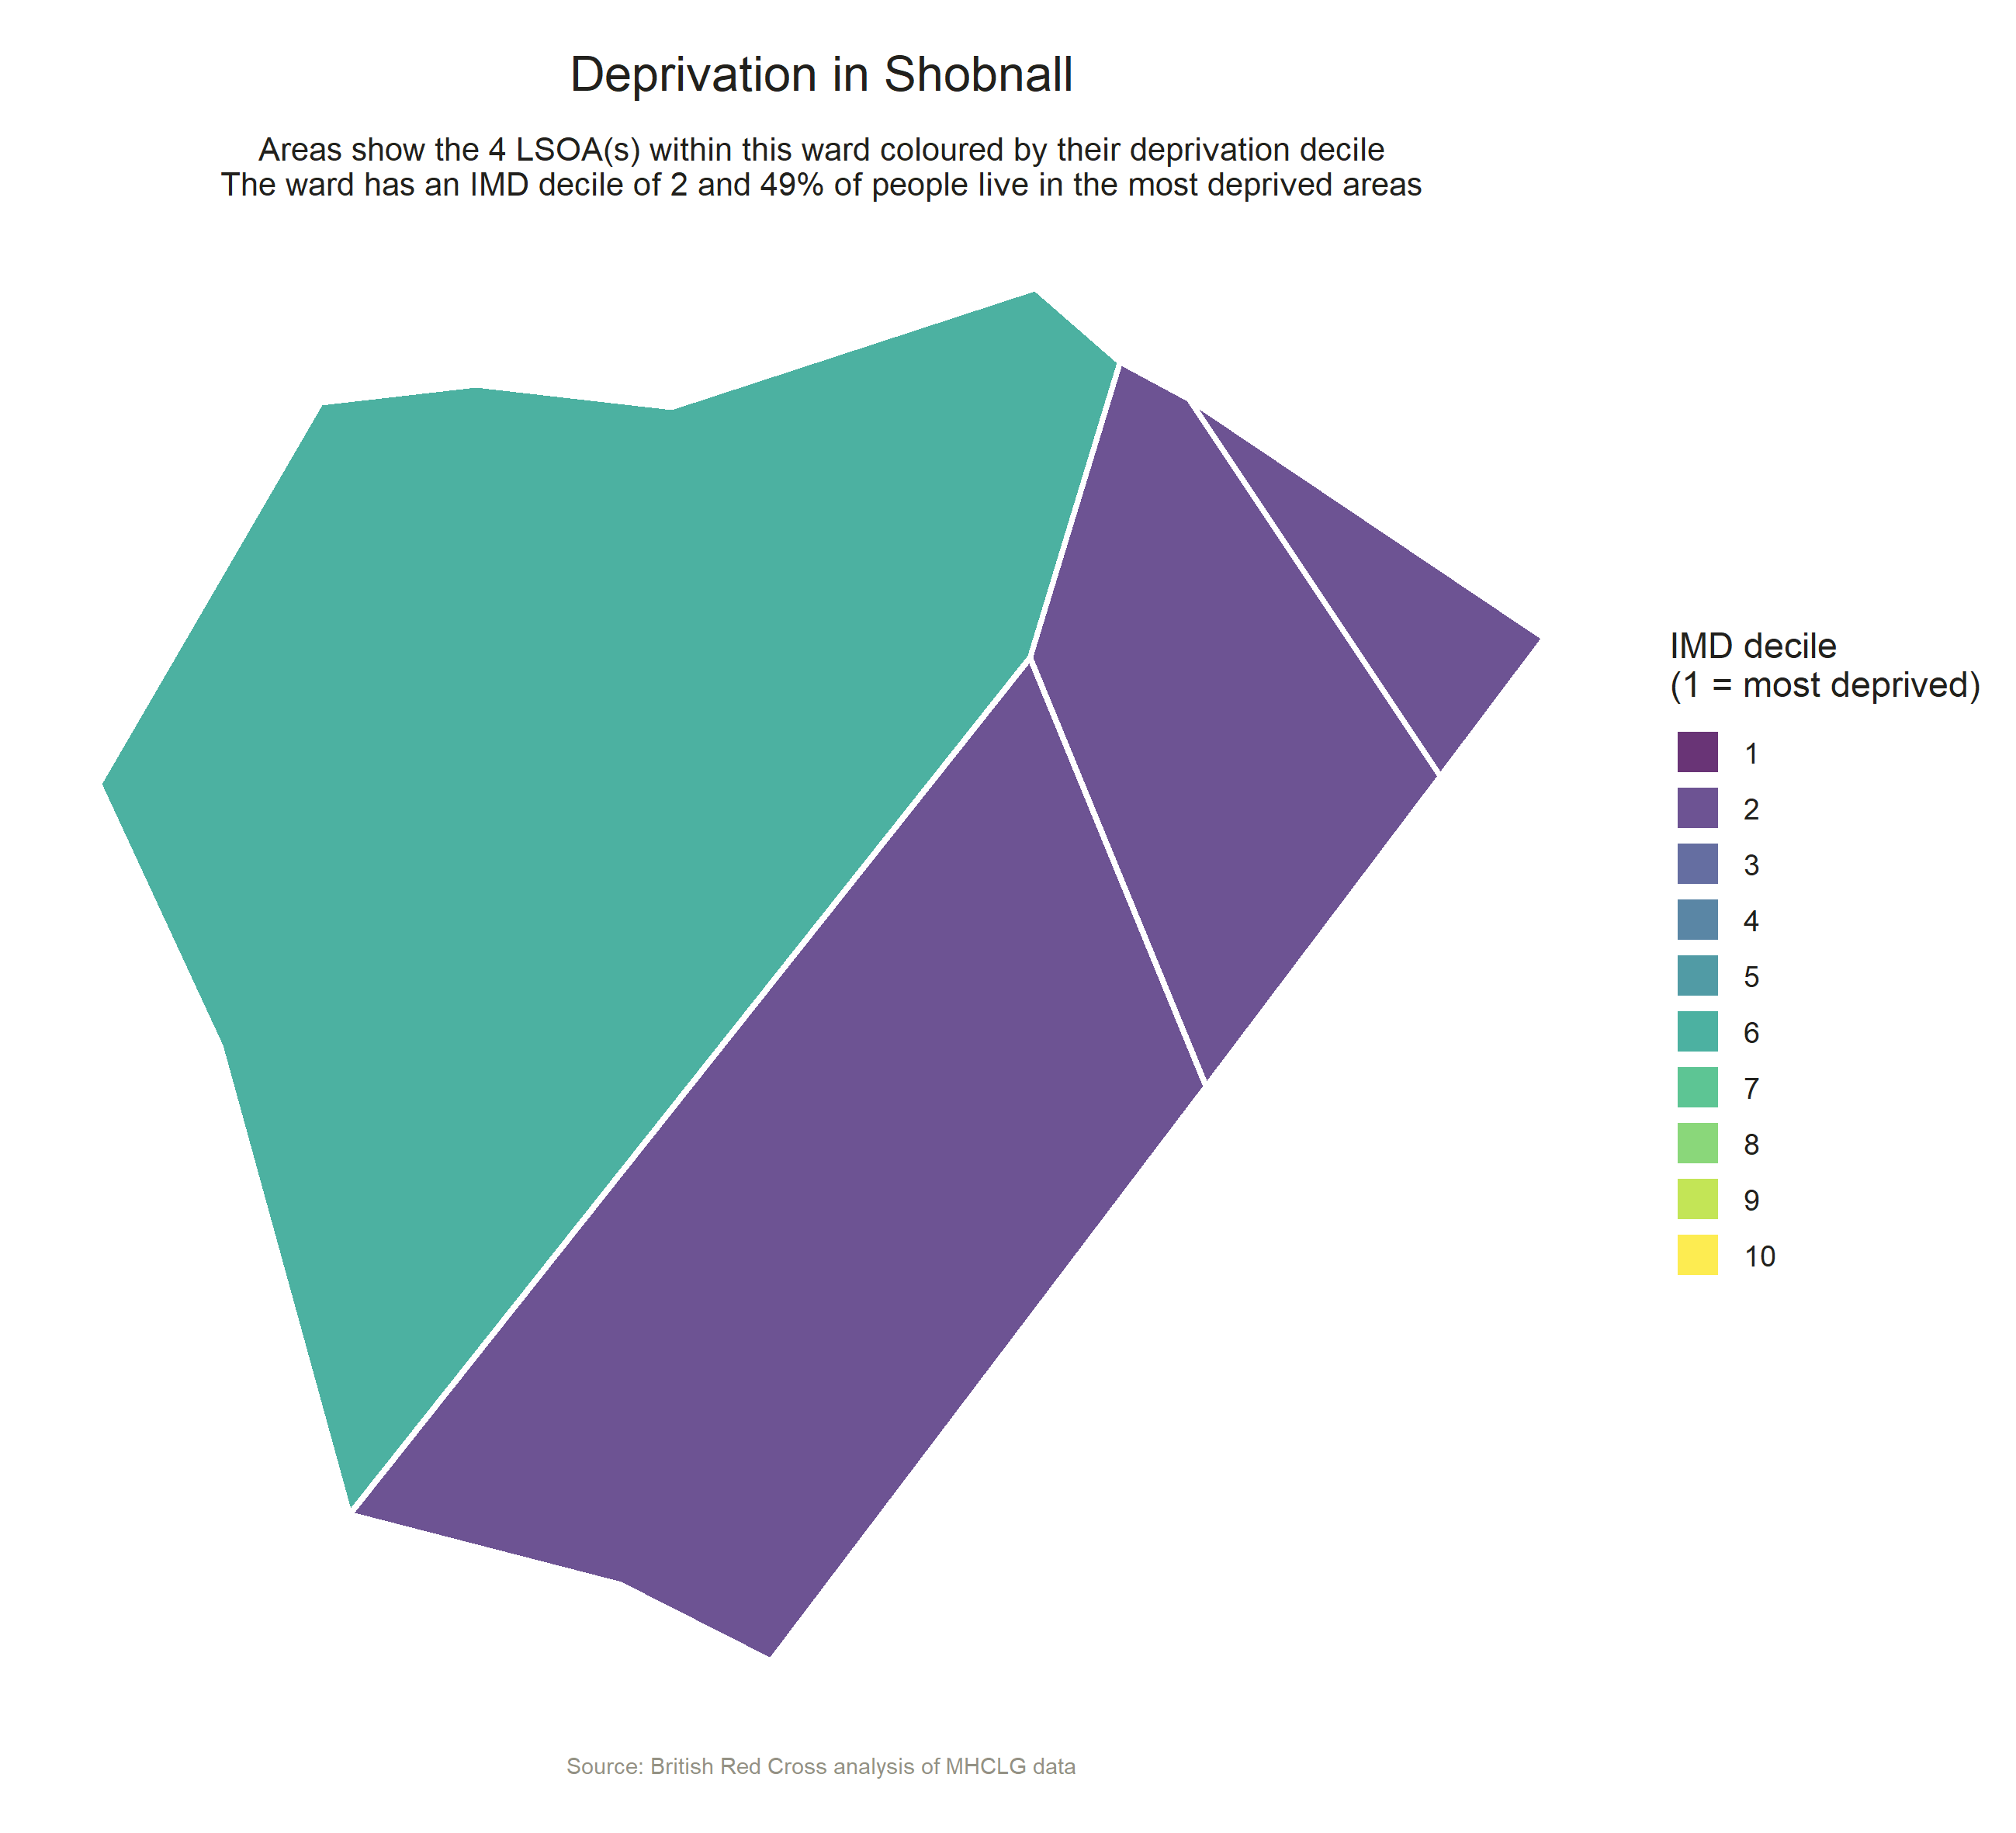 Deprivation in Shobnall
Areas show the 4 LSOA(s) within this ward coloured by their deprivation decile
The ward has an IMD decile of 2 and 49% of people live in the most deprived areas
IMD decile
(1 = most deprived)
1
2
3
4
5
6
7
8
9
10
Source: British Red Cross analysis of MHCLG data